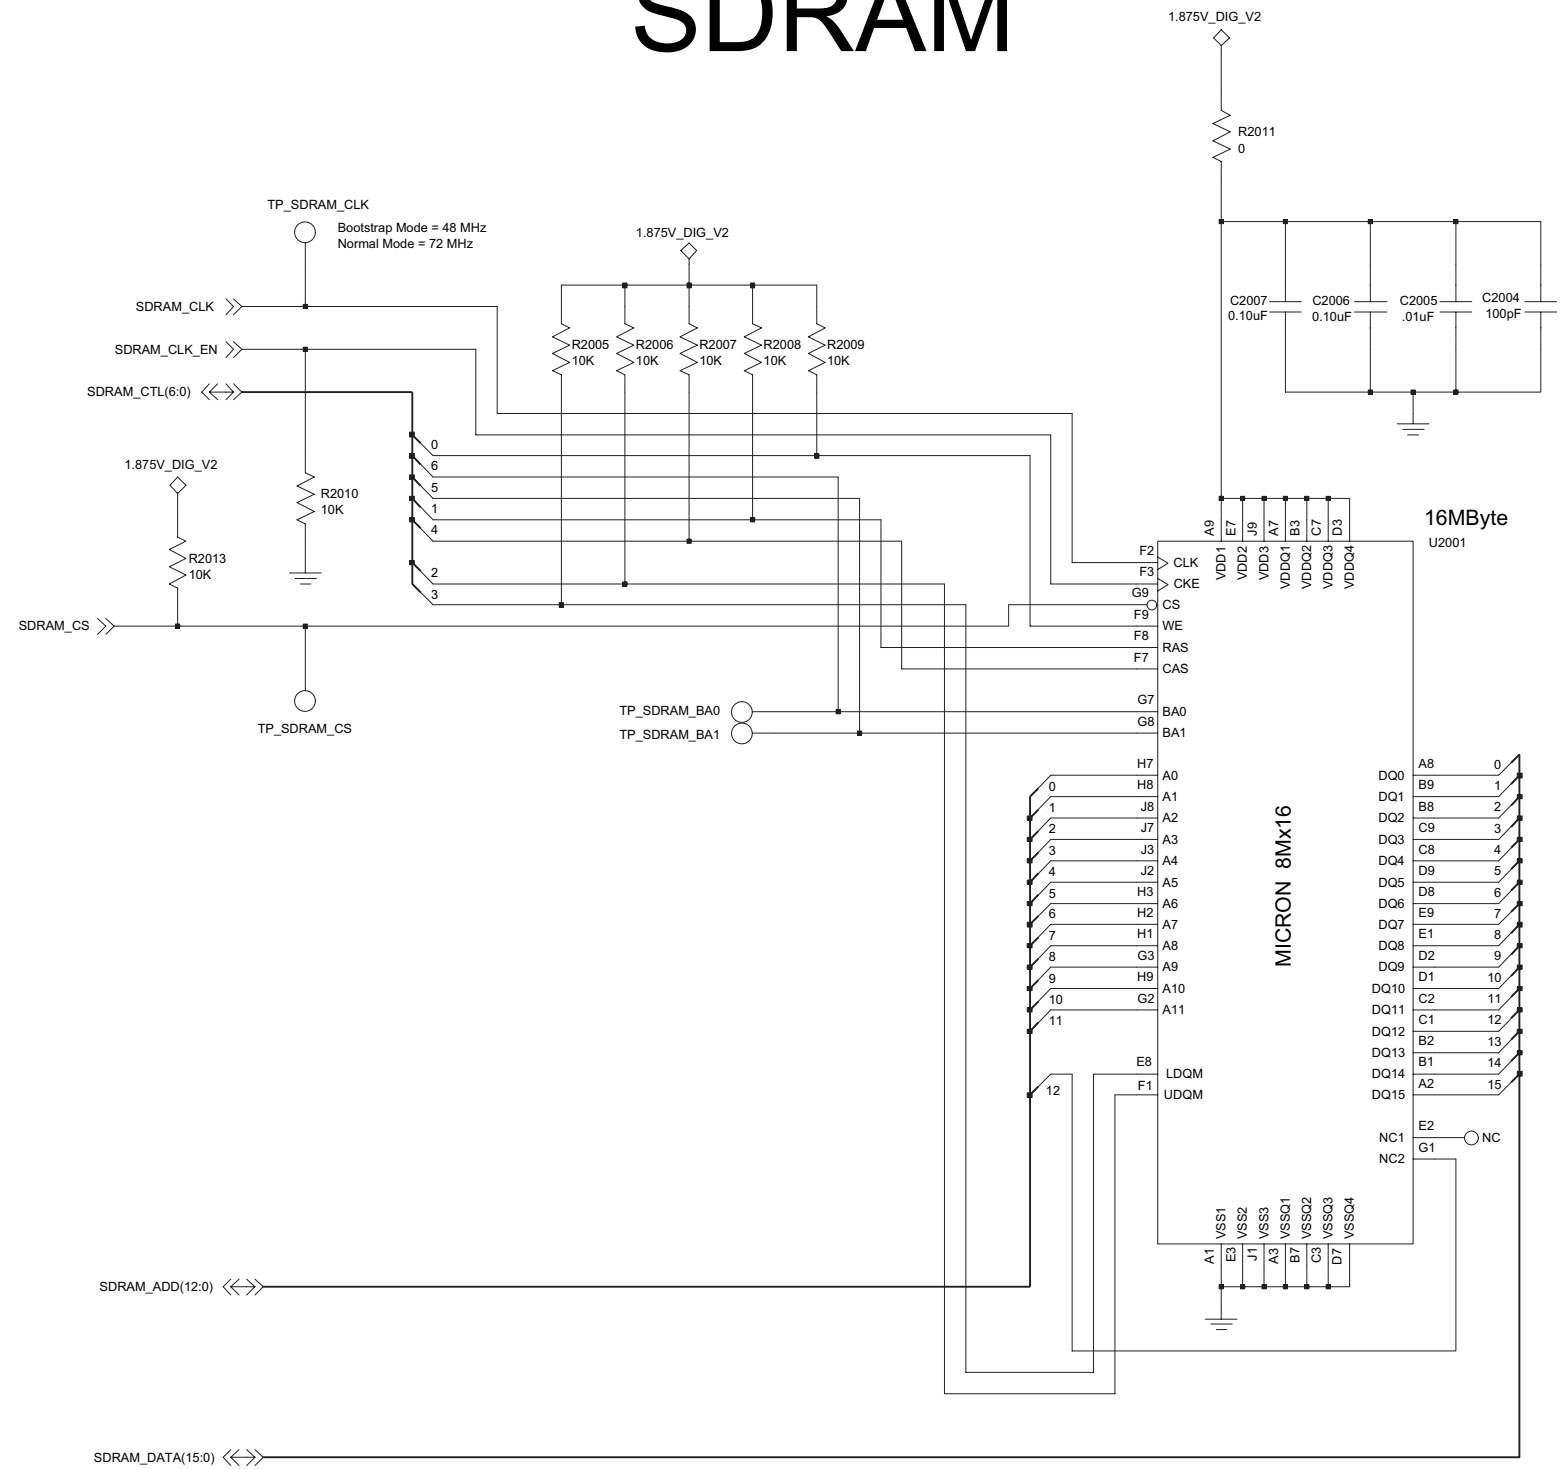 SDRAM
1.875V_DIG_V2
R2011
0
TP_SDRAM_CLK
Bootstrap Mode = 48 MHz
Normal Mode = 72 MHz
1.875V_DIG_V2
SDRAM_CLK
SDRAM_CLK_EN
SDRAM_CTL(6:0)
R2005
10K
R2006
10K
R2007
10K
R2008
10K
R2009
10K
C2007
0.10uF
C2006
0.10uF
C2005
.01uF
C2004
100pF
0
6
5
1
4
2
3
1.875V_DIG_V2
R2013
10K
R2010
10K
SDRAM_CS
TP_SDRAM_CS
TP_SDRAM_BA0
TP_SDRAM_BA1
16MByte
U2001
A9
E7
J9
A7
B3
C7
D3
VDD1
VDD2
VDD3
VDDQ1
VDDQ2
VDDQ3
VDDQ4
F2
CLK
F3
CKE
G9
CS
F9
WE
F8
RAS
F7
CAS
G7
BA0
G8
BA1
H7
A0
0
H8
A1
1
J8
A2
2
J7
A3
3
J3
A4
4
J2
A5
5
H3
A6
6
H2
A7
7
H1
A8
8
G3
A9
9
H9
A10
10
G2
A11
11
E8
LDQM
F1
UDQM
12
MICRON 8Mx16
DQ0
A8
0
DQ1
B9
1
DQ2
B8
2
DQ3
C9
3
DQ4
C8
4
DQ5
D9
5
DQ6
D8
6
DQ7
E9
7
DQ8
E1
8
DQ9
D2
9
DQ10
D1
10
DQ11
C2
11
DQ12
C1
12
DQ13
B2
13
DQ14
B1
14
DQ15
A2
15
NC1
E2
NC
NC2
G1
VSS1
VSS2
VSS3
VSSQ1
VSSQ2
VSSQ3
VSSQ4
A1
E3
J1
A3
B7
C3
D7
SDRAM_ADD(12:0)
SDRAM_DATA(15:0)